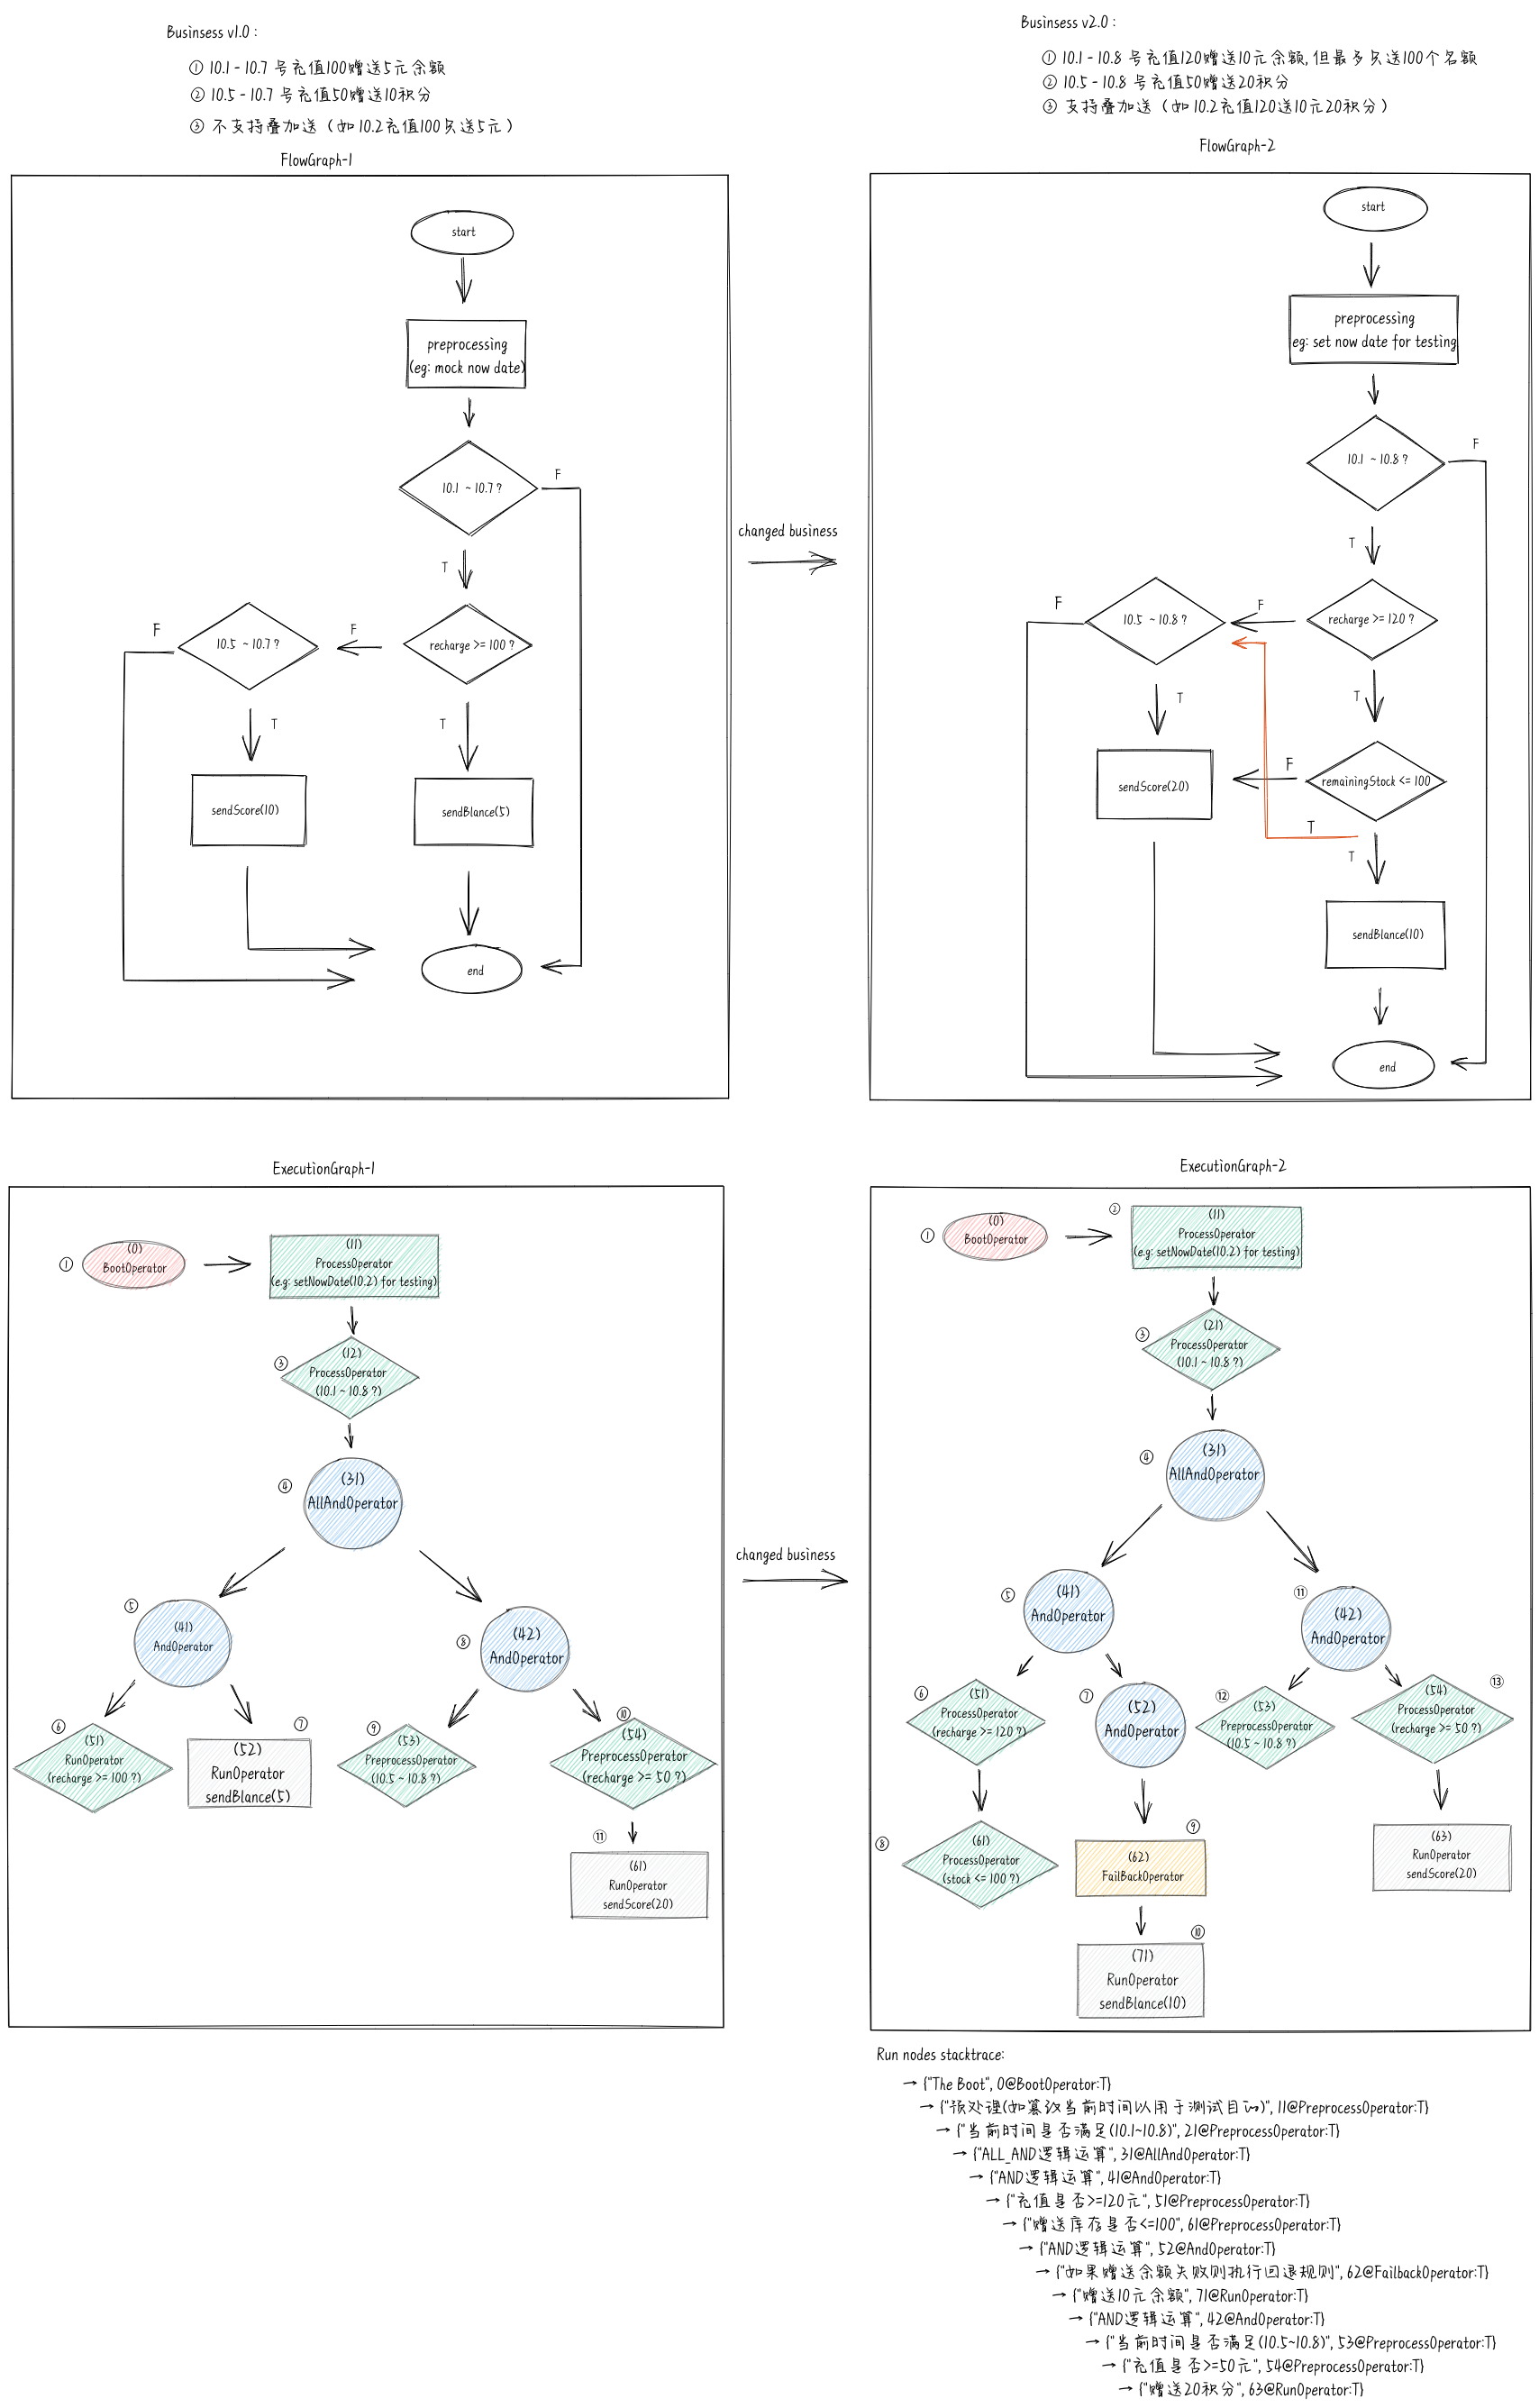 Businsess v1.0 :
① 10.1 - 10.7 号充值100赠送5元余额
② 10.5 - 10.7 号充值50赠送10积分
③ 不支持叠加送 ( 如 10.2充值100只送5元 )
FlowGraph-1
start
preprocessing
(eg: mock now date)
10.1 ~ 10.7 ?
F
T
10.5 ~ 10.7 ?
F
F
recharge >= 100 ?
T
T
sendScore(10)
sendBlance(5)
end
changed business
Businsess v2.0 :
① 10.1 - 10.8 号充值120赠送10元余额, 但最多只送100个名额
② 10.5 - 10.8 号充值50赠送20积分
③ 支持叠加送 ( 如 10.2充值120送10元20积分 )
FlowGraph-2
start
preprocessing
eg: set now date for testing
10.1 ~ 10.8 ?
F
T
F
10.5 ~ 10.8 ?
F
recharge >= 120 ?
T
T
sendScore(20)
F
remainingStock <= 100
T
T
sendBlance(10)
end
ExecutionGraph-1
①
(0)
BootOperator
(11)
ProcessOperator
(e.g: setNowDate(10.2) for testing)
③
(12)
ProcessOperator
(10.1 ~ 10.8 ?)
④
(31)
AllAndOperator
⑤
(41)
AndOperator
⑧
(42)
AndOperator
⑥
(51)
RunOperator
(recharge >= 100 ?)
⑦
(52)
RunOperator
sendBlance(5)
⑨
(53)
PreprocessOperator
(10.5 ~ 10.8 ?)
⑩
(54)
PreprocessOperator
(recharge >= 50 ?)
⑪
(61)
RunOperator
sendScore(20)
changed business
ExecutionGraph-2
①
(0)
BootOperator
②
(11)
ProcessOperator
(e.g: setNowDate(10.2) for testing)
③
(21)
ProcessOperator
(10.1 ~ 10.8 ?)
④
(31)
AllAndOperator
⑤
(41)
AndOperator
⑪
(42)
AndOperator
⑥
(51)
ProcessOperator
(recharge >= 120 ?)
⑦
(52)
AndOperator
⑫
(53)
PreprocessOperator
(10.5 ~ 10.8 ?)
⑬
(54)
ProcessOperator
(recharge >= 50 ?)
⑧
(61)
ProcessOperator
(stock <= 100 ?)
⑨
(62)
FailBackOperator
(63)
RunOperator
sendScore(20)
⑩
(71)
RunOperator
sendBlance(10)
Run nodes stacktrace:
→ {"The Boot", 0@BootOperator:T}
→ {"预处理(如篡改当前时间以用于测试目的)", 11@PreprocessOperator:T}
→ {"当前时间是否满足(10.1~10.8)", 21@PreprocessOperator:T}
→ {"ALL_AND逻辑运算", 31@AllAndOperator:T}
→ {"AND逻辑运算", 41@AndOperator:T}
→ {"充值是否>=120元", 51@PreprocessOperator:T}
→ {"赠送库存是否<=100", 61@PreprocessOperator:T}
→ {"AND逻辑运算", 52@AndOperator:T}
→ {"如果赠送余额失败则执行回退规则", 62@FailbackOperator:T}
→ {"赠送10元余额", 71@RunOperator:T}
→ {"AND逻辑运算", 42@AndOperator:T}
→ {"当前时间是否满足(10.5~10.8)", 53@PreprocessOperator:T}
→ {"充值是否>=50元", 54@PreprocessOperator:T}
→ {"赠送20积分", 63@RunOperator:T}